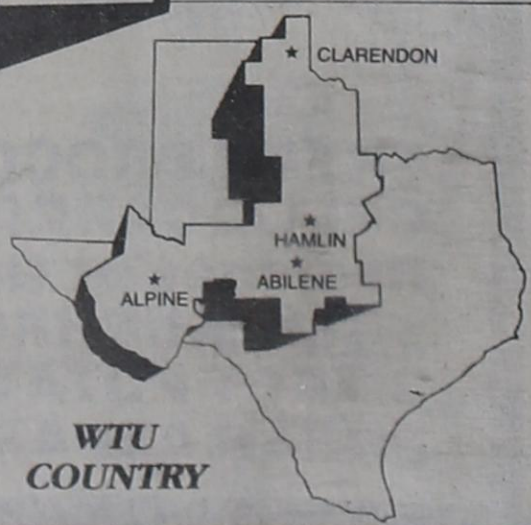 CLARENDON
HAMLIN
ABILENE
ALPINE
WTU
COUNTRY